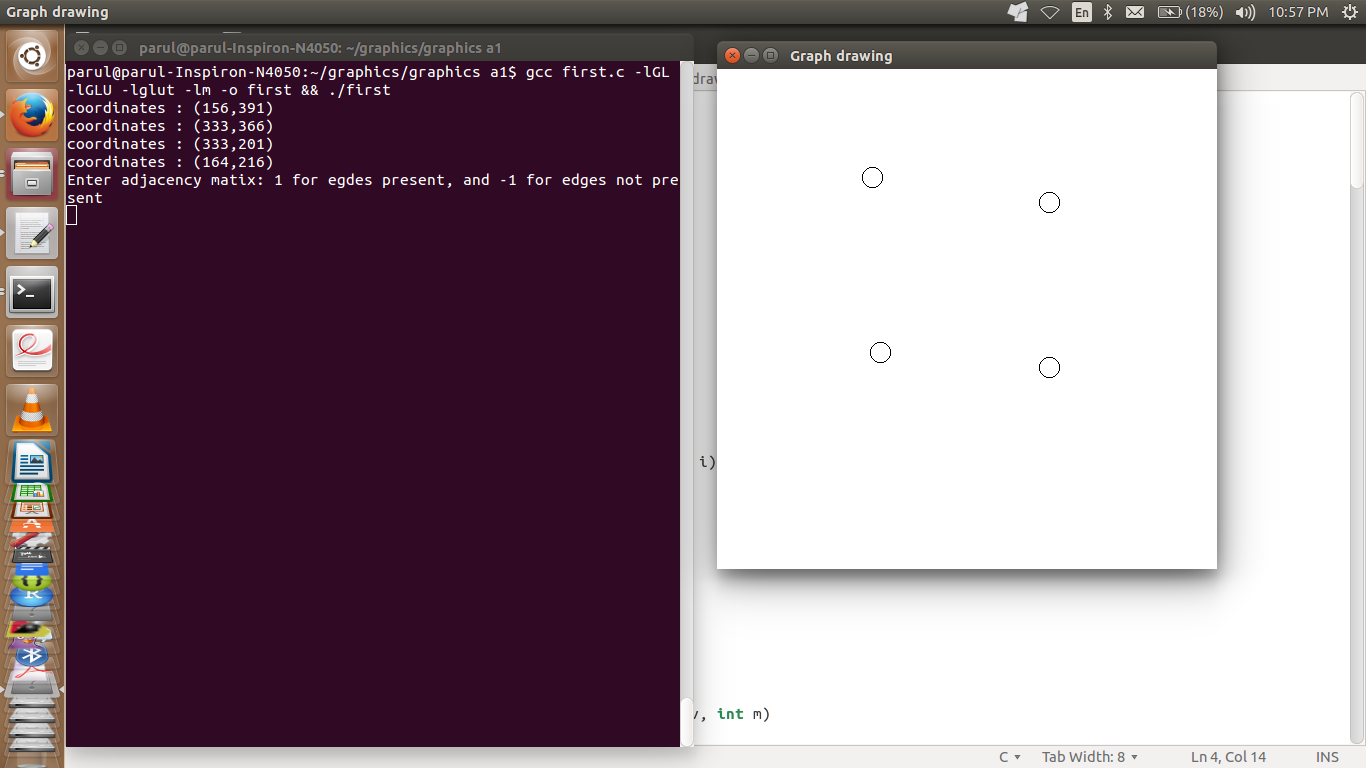 Graph drawing
En
(18%)
10:57 PM
parul@parul-Inspiron-N4050: ~/graphics/graphics a1
parul@parul-Inspiron-N4050:~/graphics/graphics a1$ gcc first.c -lGL
-lGLU -lglut -lm -o first && ./first
coordinates : (156,391)
coordinates : (333,366)
coordinates : (333,201)
coordinates : (164,216)
Enter adjacency matix: 1 for egdes present, and -1 for edges not pre
sent
Graph drawing
i)
, int m)
C
Tab Width: 8
Ln 4, Col 14
INS